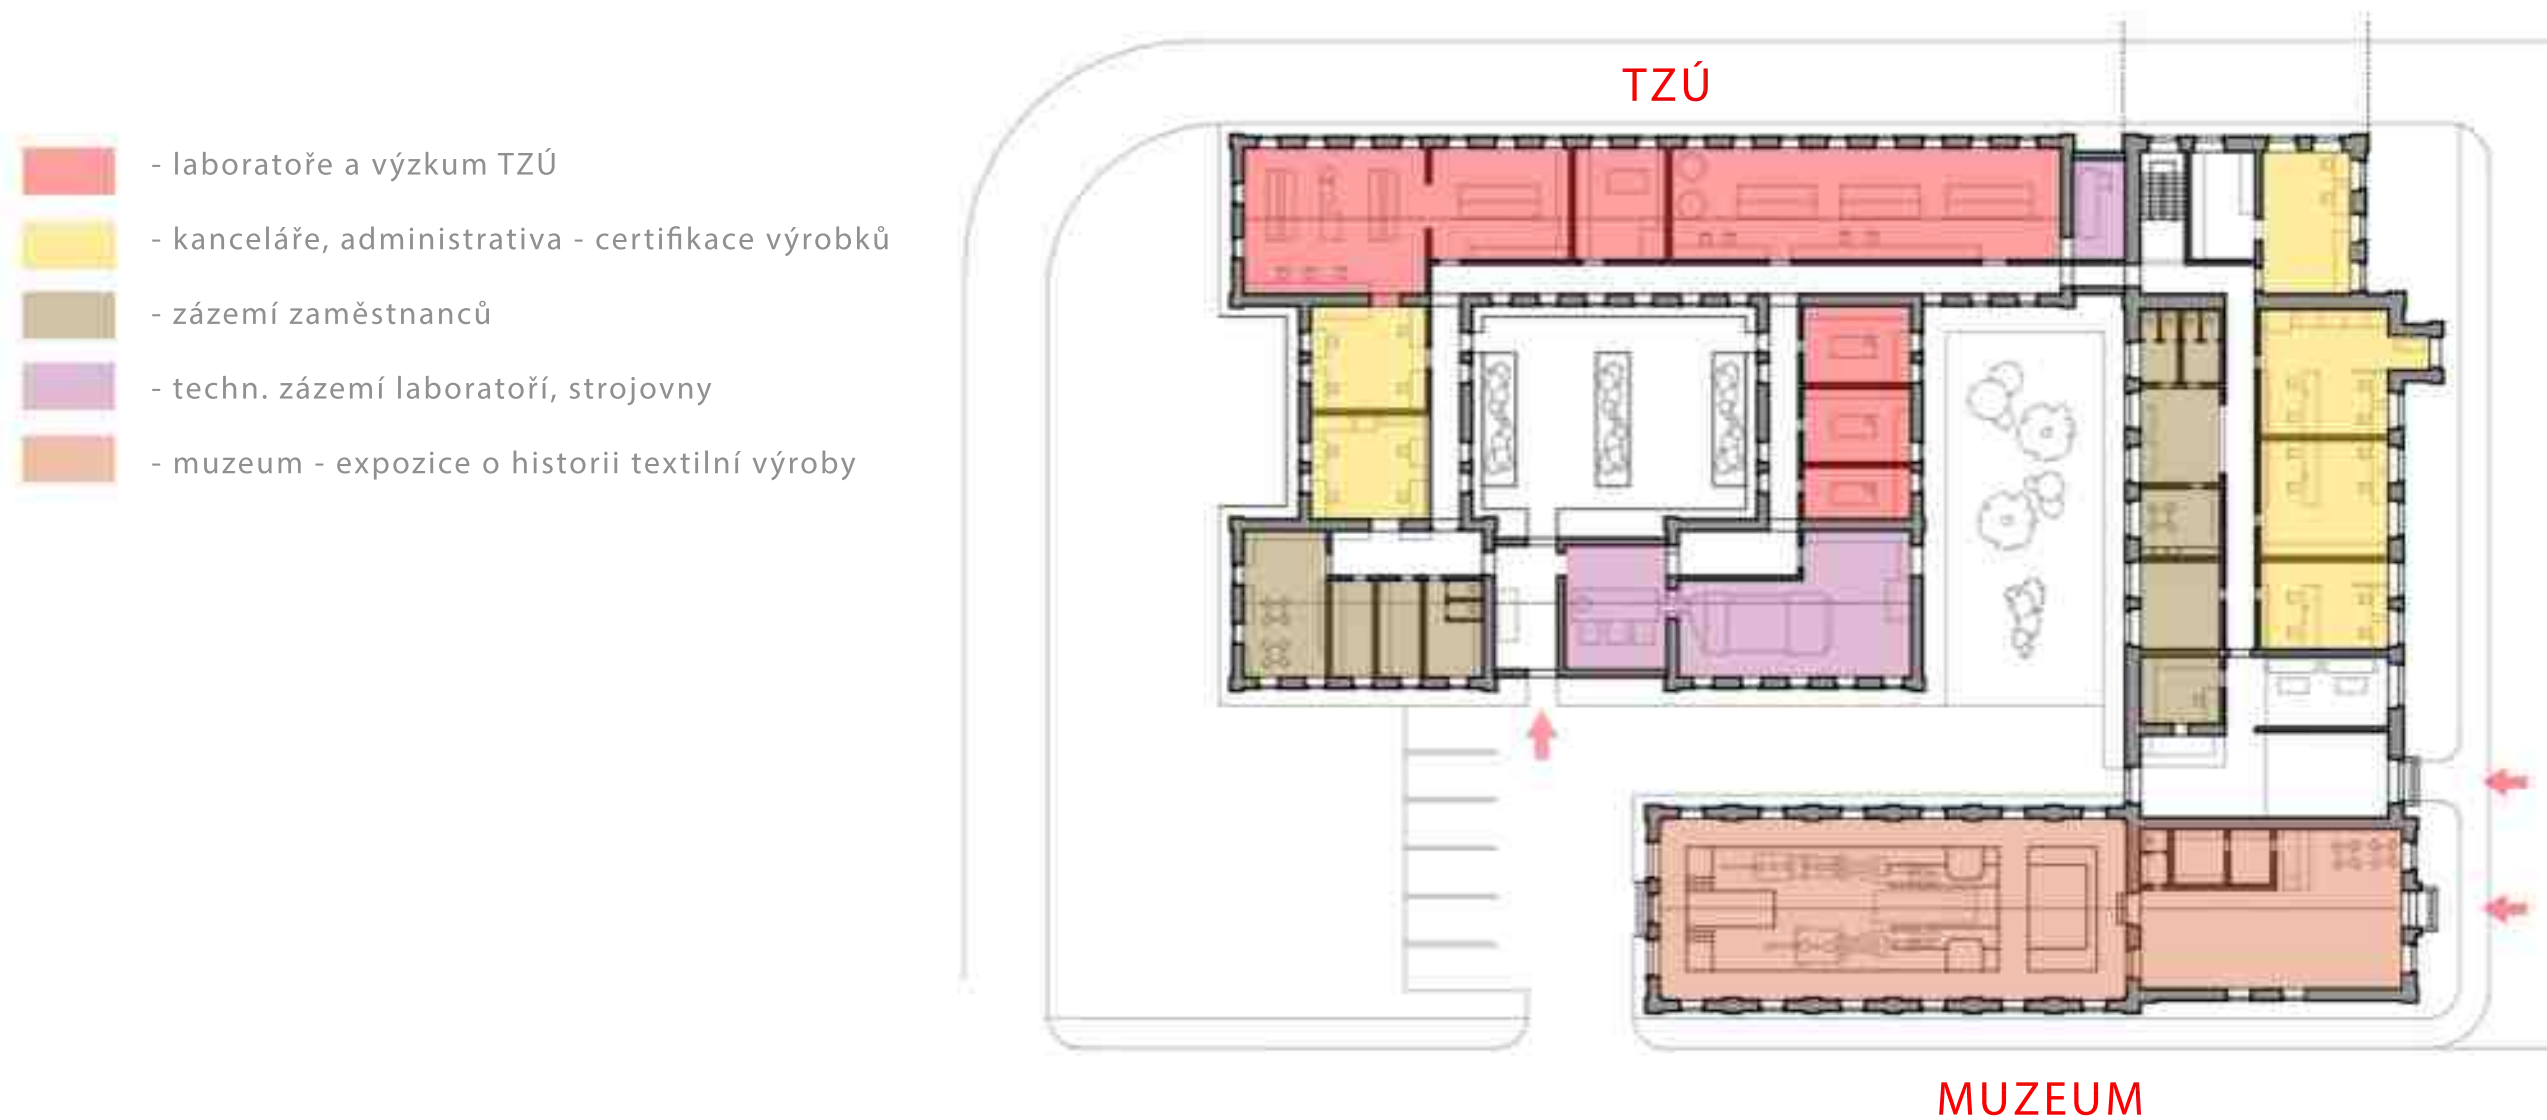 TZÚ
- laboratoře a výzkum TZÚ
- kanceláře, administrativa - certifikace výrobků
- zázemí zaměstnanců
- techn. zázemí laboratoří, strojovny
- muzeum - expozice o historii textilní výroby
MUZEUM